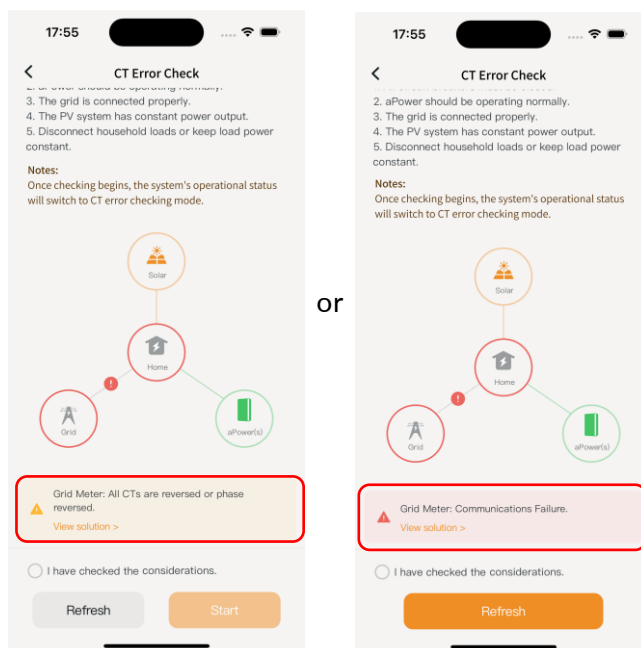 17:55
CT Error Check
3. The grid is connected properly.
4. The PV system has constant power output.
5. Disconnect household loads or keep load power
constant.
Notes:
Once checking begins, the system's operational status
will switch to CT error checking mode.
Solar
Home
Grid
aPower(s)
Grid Meter: All CTs are reversed or phase
reversed.
View solution >
I have checked the considerations.
Refresh
Start
or
17:55
CT Error Check
2. aPower should be operating normally.
3. The grid is connected properly.
4. The PV system has constant power output.
5. Disconnect household loads or keep load power
constant.
Notes:
Once checking begins, the system's operational status
will switch to CT error checking mode.
Solar
Home
Grid
aPower(s)
Grid Meter: Communications Failure.
View solution >
I have checked the considerations.
Refresh